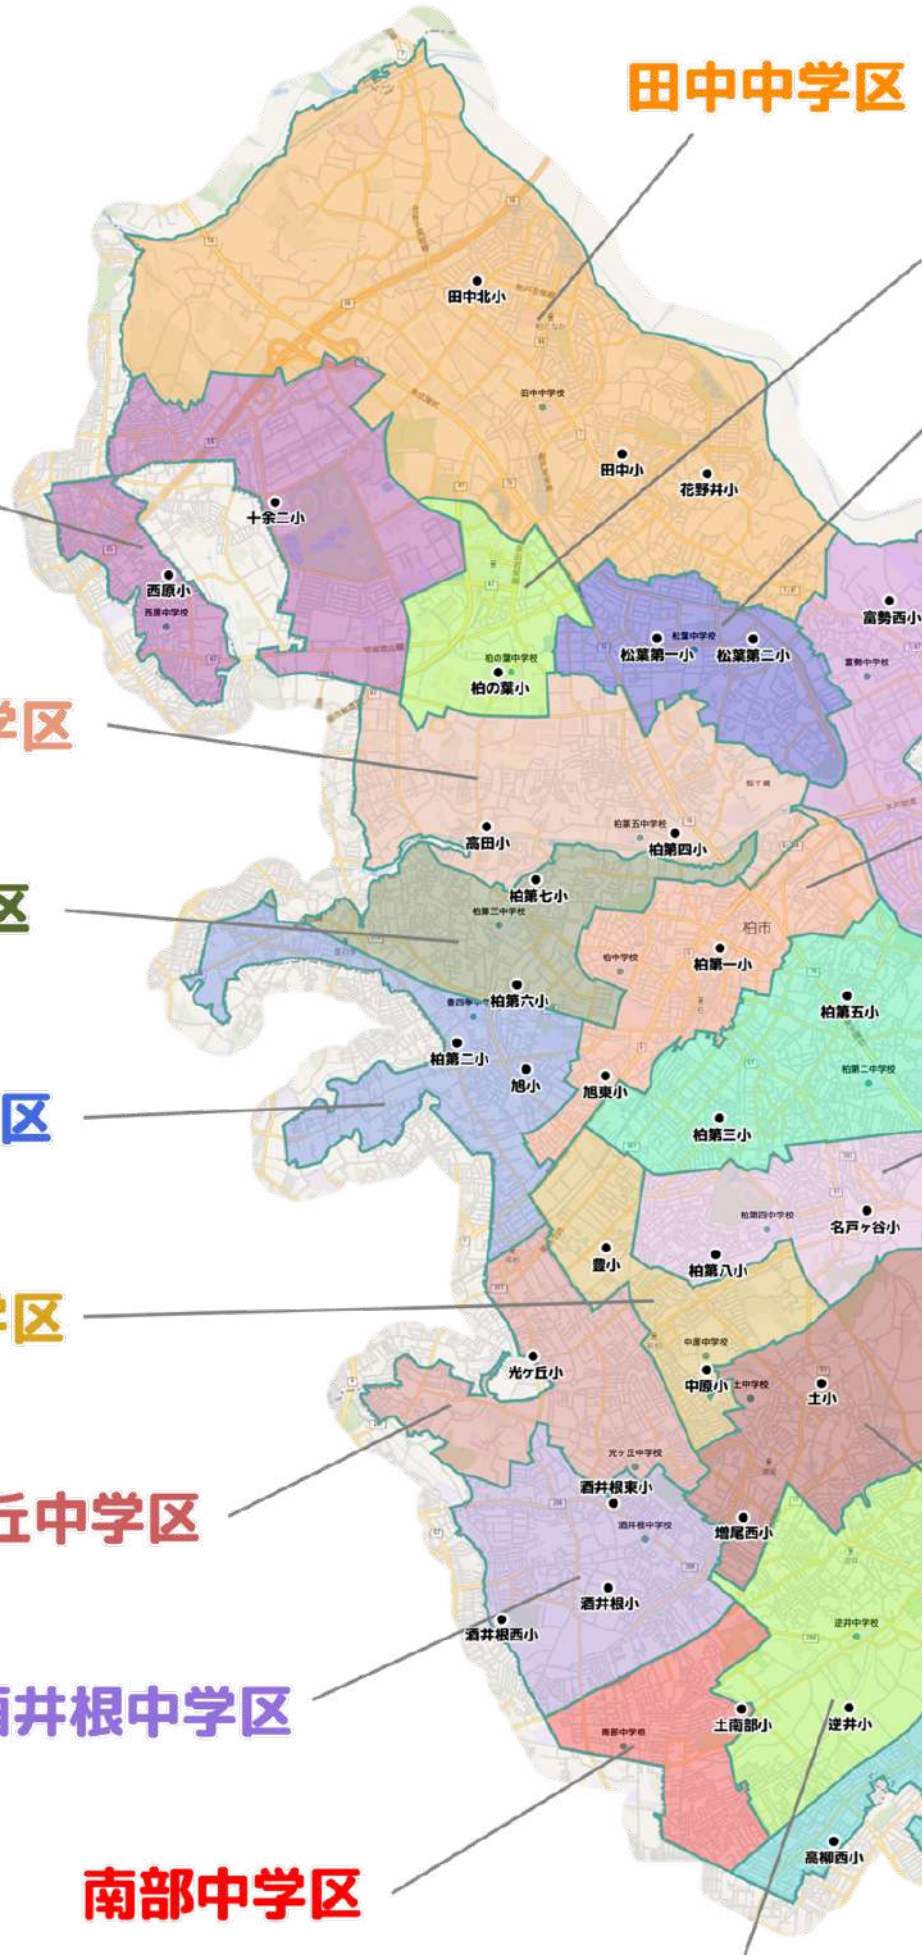 田中中学区
田中北小
田中中学校
田中小
花野井小
十余二小
西原小
西原中学校
富勢西小
富勢中学校
松葉中学校
松葉第一小
松葉第二小
柏の葉中学校
柏の葉小
学区
高田小
柏第五中学校
柏第四小
区
柏第七小
柏第三中学校
柏市
柏中学校
柏第一小
柏第六小
柏第五小
柏第二小
旭小
旭東小
柏第二中学校
柏第三小
区
柏第四中学校
名戸ヶ谷小
豊小
柏第八小
学区
中原中学校
光ケ丘小
中原小
土中学校
土小
丘中学区
光ヶ丘中学校
酒井根東小
酒井根中学校
増尾西小
酒井根小
酒井根西小
逆井中学校
酒井根中学区
土南部小
逆井小
南部中学校
高柳西小
南部中学区